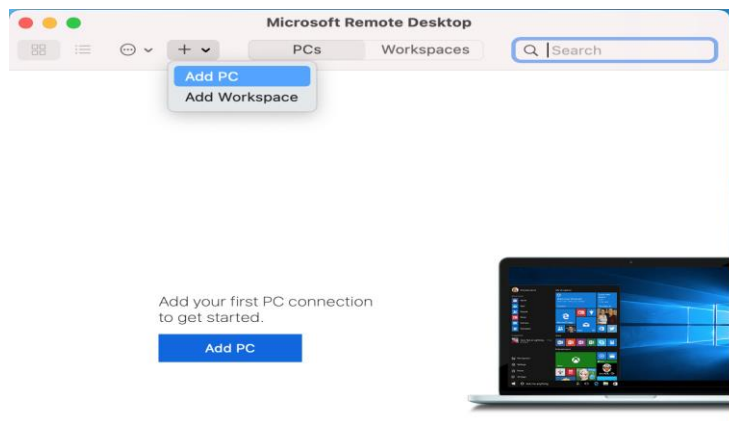 Microsoft Remote Desktop
PCs
Workspaces
Search
Add PC
Add Workspace
Add your first PC connection
to get started.
Add PC